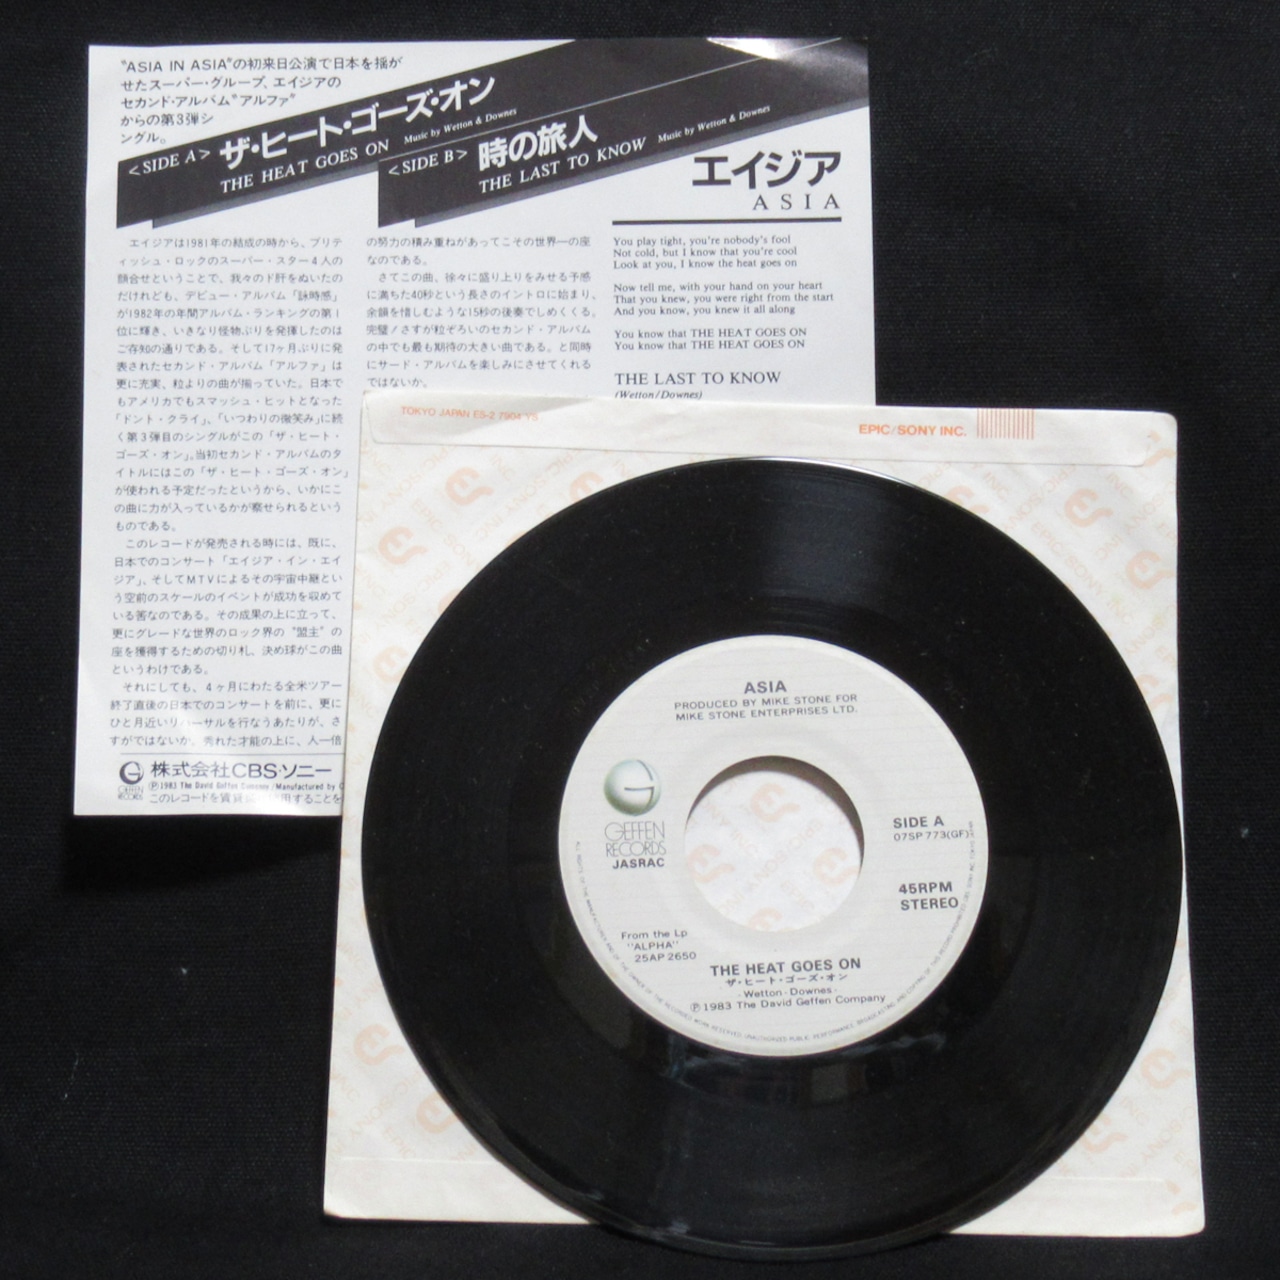 "ASIA IN ASIA"の初来日公演で日本を揺が
せたスーパー・グループ、エイジアの
セカンド・アルバム"アルファ"
からの第3弾シ
ングル。
<SIDE A> ザ・ヒート・ゴーズ・オン
THE HEAT GOES ON Music by Wetton & Downes
<SIDE B> 時の旅人
THE LAST TO KNOW Music by Wetton & Downes
エイジア
ASIA
エイジアは1981年の結成の時から、ブリテ
ィッシュ・ロックのスーパー・スター4人の
顔合せということで、我々のド肝をぬいたの
だけれども、デビュー・アルバム「詠時感」
が1982年の年間アルバム・ランキングの第1
位に輝き、いきなり怪物ぶりを発揮したのは
ご存知の通りである。そして17ヶ月ぶりに発
表されたセカンド・アルバム「アルファ」は
更に充実、粒よりの曲が揃っていた。日本で
もアメリカでもスマッシュ・ヒットとなった
「ドント・クライ」、「いつわりの微笑み」に続
く第3弾目のシングルがこの「ザ・ヒート・
ゴーズ・オン」。当初セカンド・アルバムのタ
イトルにはこの「ザ・ヒート・ゴーズ・オン」
が使われる予定だったというから、いかにこ
の曲に力が入っているかが察せられるという
ものである。
このレコードが発売される時には、既に、
日本でのコンサート「エイジア・イン・エイ
ジア」、そしてMTVによるその宇宙中継とい
う空前のスケールのイベントが成功を収めて
いる筈なのである。その成果の上に立って、
更にグレードな世界のロック界の"盟主"の
座を獲得するための切り札、決め球がこの曲
というわけである。
それにしても、4ヶ月にわたる全米ツアー
終了直後の日本でのコンサートを前に、更に
ひと月近いリハーサルを行なうあたりが、さ
すがではないか。秀れた才能の上に、人一倍
の努力の積み重ねがあってこその世界一の座
なのである。
さてこの曲、徐々に盛り上りをみせる予感
に満ちた40秒という長さのイントロに始まり、
余韻を惜しむような15秒の後奏でしめくくる。
完璧!さすが粒ぞろいのセカンド・アルバム
の中でも最も期待の大きい曲である。と同時
にサード・アルバムを楽しみにさせてくれる
ではないか。
You play tight, you're nobody's fool
Not cold, but I know that you're cool
Look at you, I know the heat goes on
Now tell me, with your hand on your heart
That you knew, you were right from the start
And you know, you knew it all along
You know that THE HEAT GOES ON
You know that THE HEAT GOES ON
THE LAST TO KNOW
(Wetton/Downes)
GEFFEN
RECORDS
株式会社CBS・ソニー
Ⓟ1983 The David Geffen Company/Manufactured by
このレコードを賃貸
TOKYO JAPAN ES-2 7904 YS
EPIC/SONY INC.
ASIA
PRODUCED BY MIKE STONE FOR
MIKE STONE ENTERPRISES LTD.
GEFFEN
RECORDS
JASRAC
SIDE A
07SP 773(GF)
45RPM
STEREO
From the Lp
"ALPHA"
25AP 2650
THE HEAT GOES ON
ザ・ヒート・ゴーズ・オン
-Wetton-Downes-
Ⓟ1983 The David Geffen Company